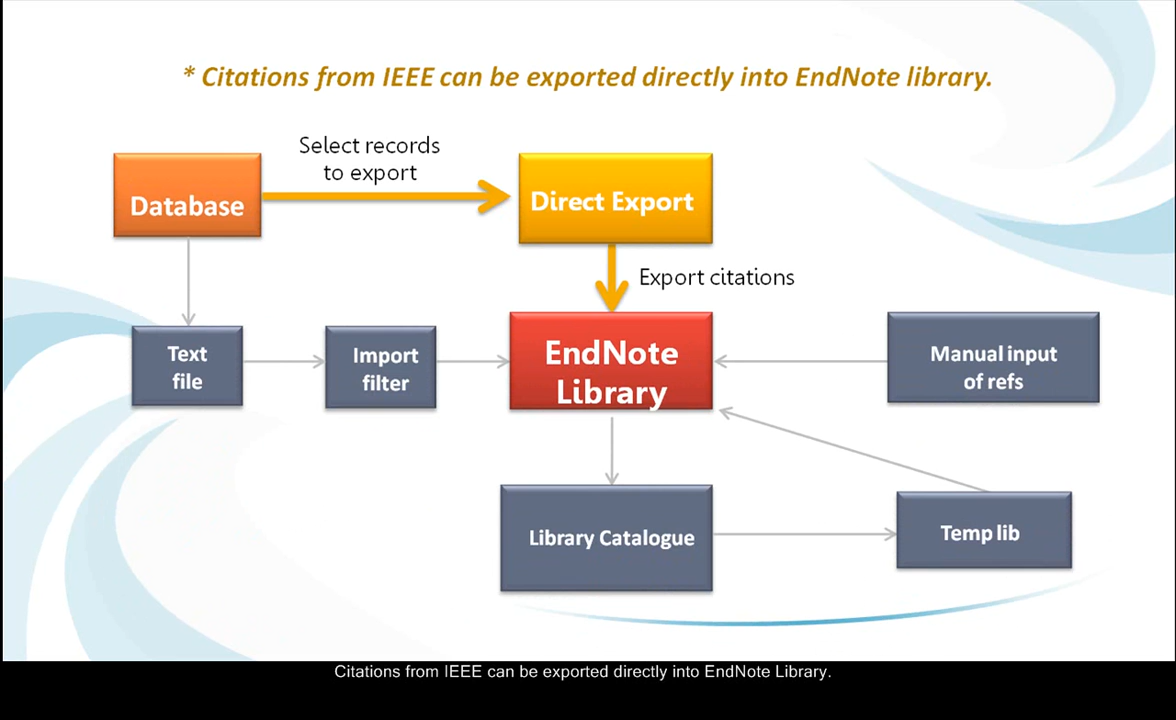 * Citations from IEEE can be exported directly into EndNote library.
Select records
to export
Database
Direct Export
Export citations
Text
file
Import
filter
EndNote
Library
Manual input
of refs
Library Catalogue
Temp lib
Citations from IEEE can be exported directly into EndNote Library.